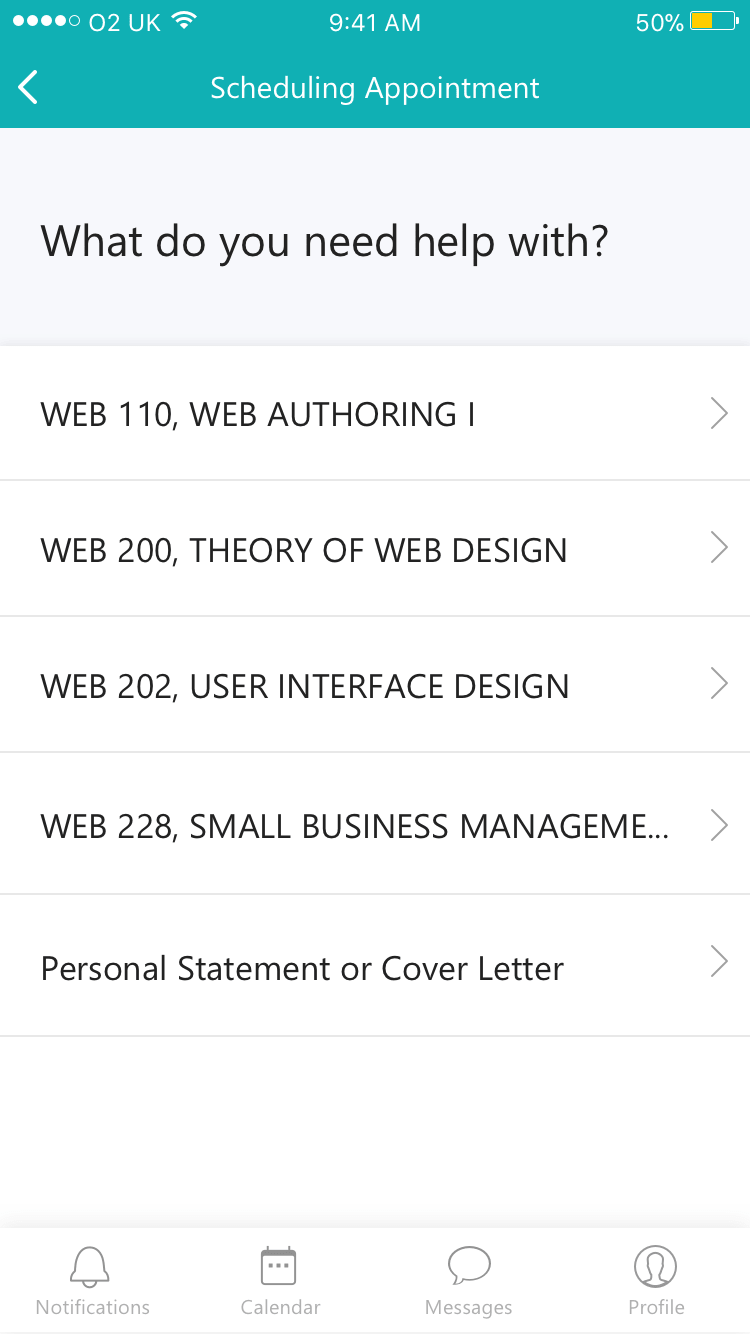 O2 UK 9:41 AM 50%
Scheduling Appointment
What do you need help with?
WEB 110, WEB AUTHORING I
WEB 200, THEORY OF WEB DESIGN
WEB 202, USER INTERFACE DESIGN
WEB 228, SMALL BUSINESS MANAGEME...
Personal Statement or Cover Letter
Notifications Calendar Messages Profile